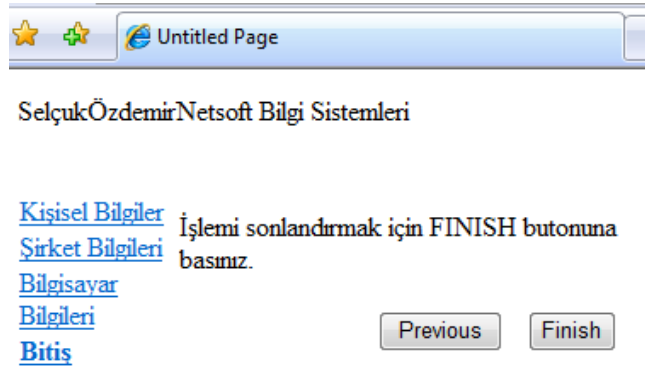 Untitled Page
SelçukÖzdemirNetsoft Bilgi Sistemleri
Kişisel Bilgiler
Şirket Bilgileri
Bilgisayar
Bilgileri
Bitiş
İşlemi sonlandırmak için FINISH butonuna
basınız.
Previous
Finish